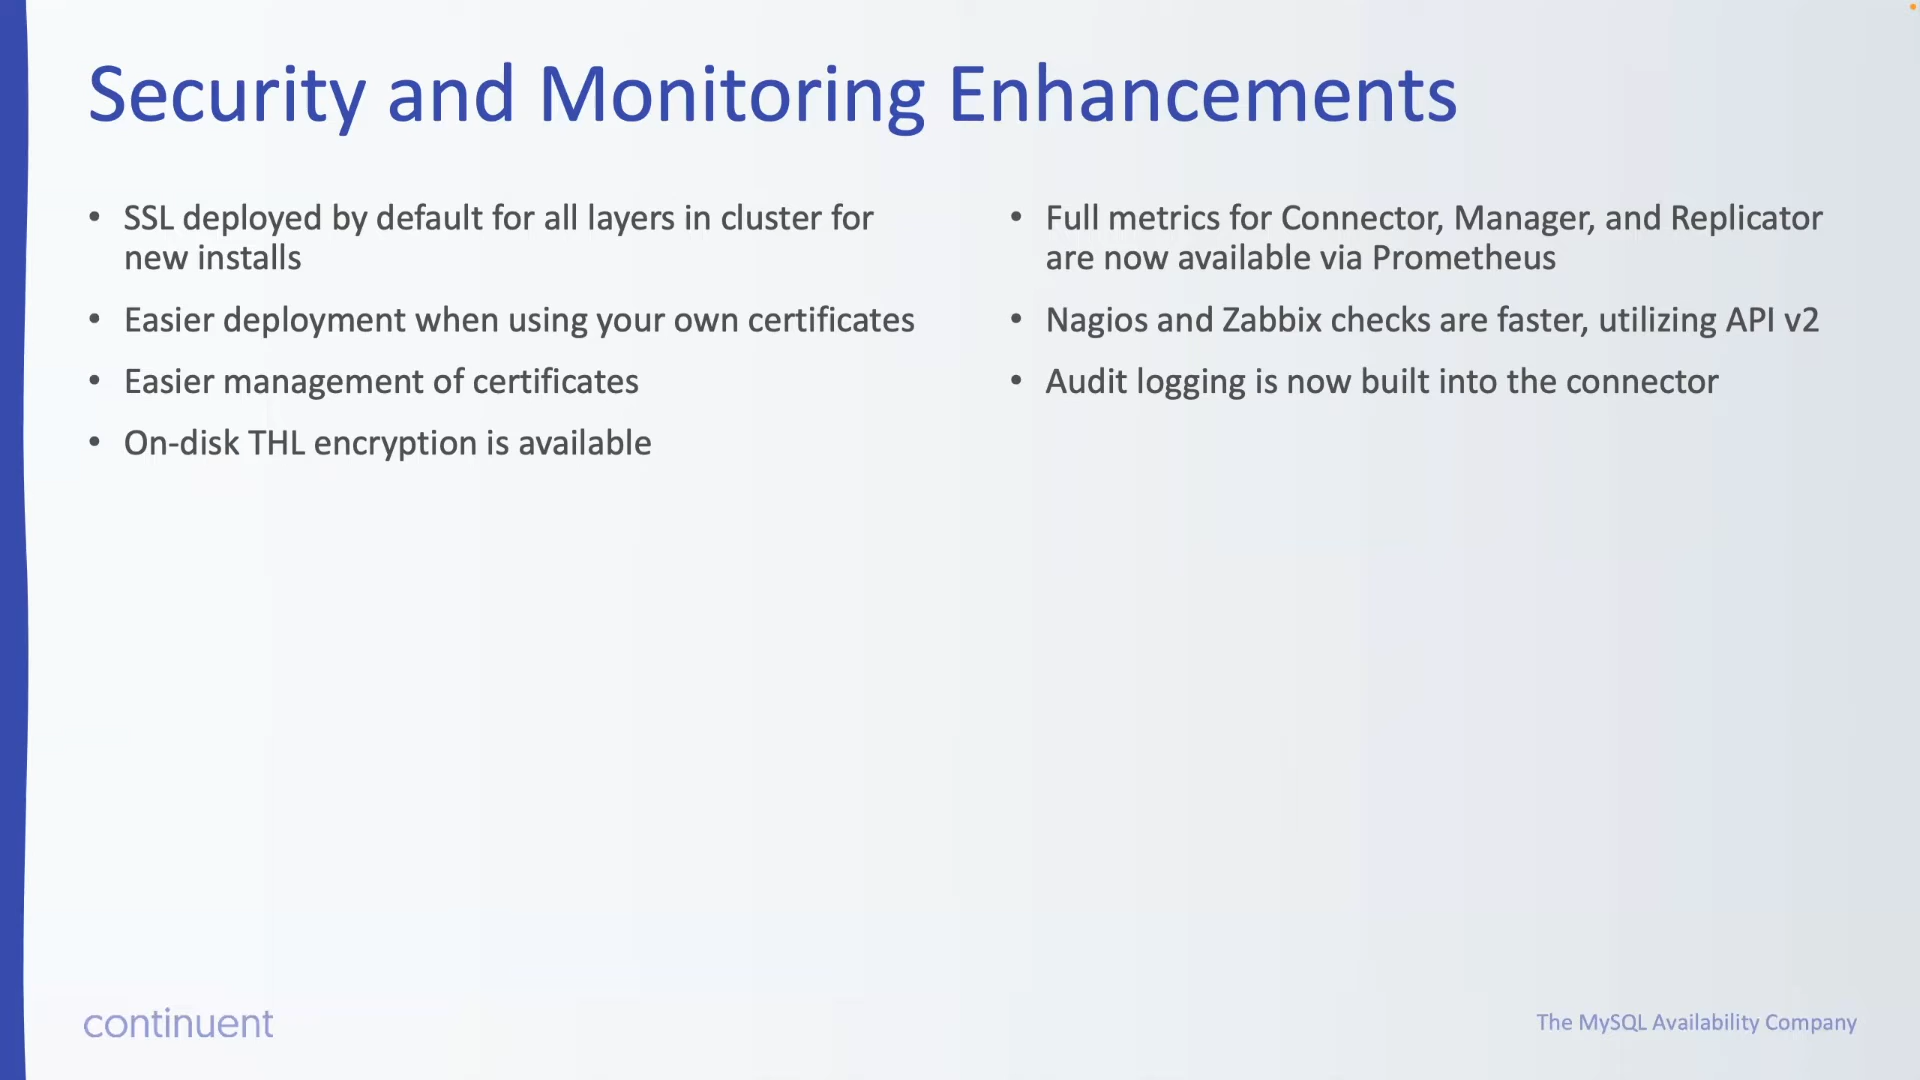 Security and Monitoring Enhancements
• SSL deployed by default for all layers in cluster for
new installs
• Easier deployment when using your own certificates
• Easier management of certificates
• On-disk THL encryption is available
• Full metrics for Connector, Manager, and Replicator
are now available via Prometheus
• Nagios and Zabbix checks are faster, utilizing API v2
• Audit logging is now built into the connector
continuent
The MySQL Availability Company